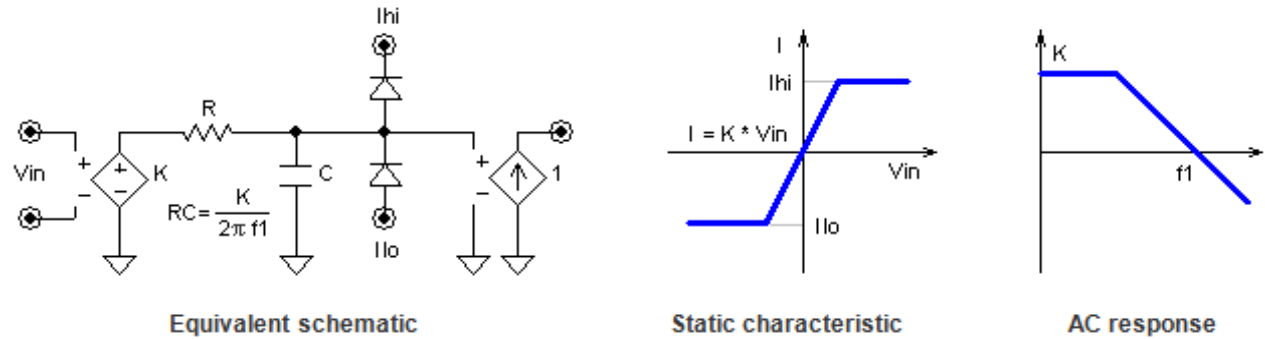 Ihi
R
Vin
+
−
+
−
K
RC= K / 2π f1
C
+
−
1
Ilo
Equivalent schematic
I
Ihi
I = K * Vin
Vin
Ilo
Static characteristic
K
f1
AC response